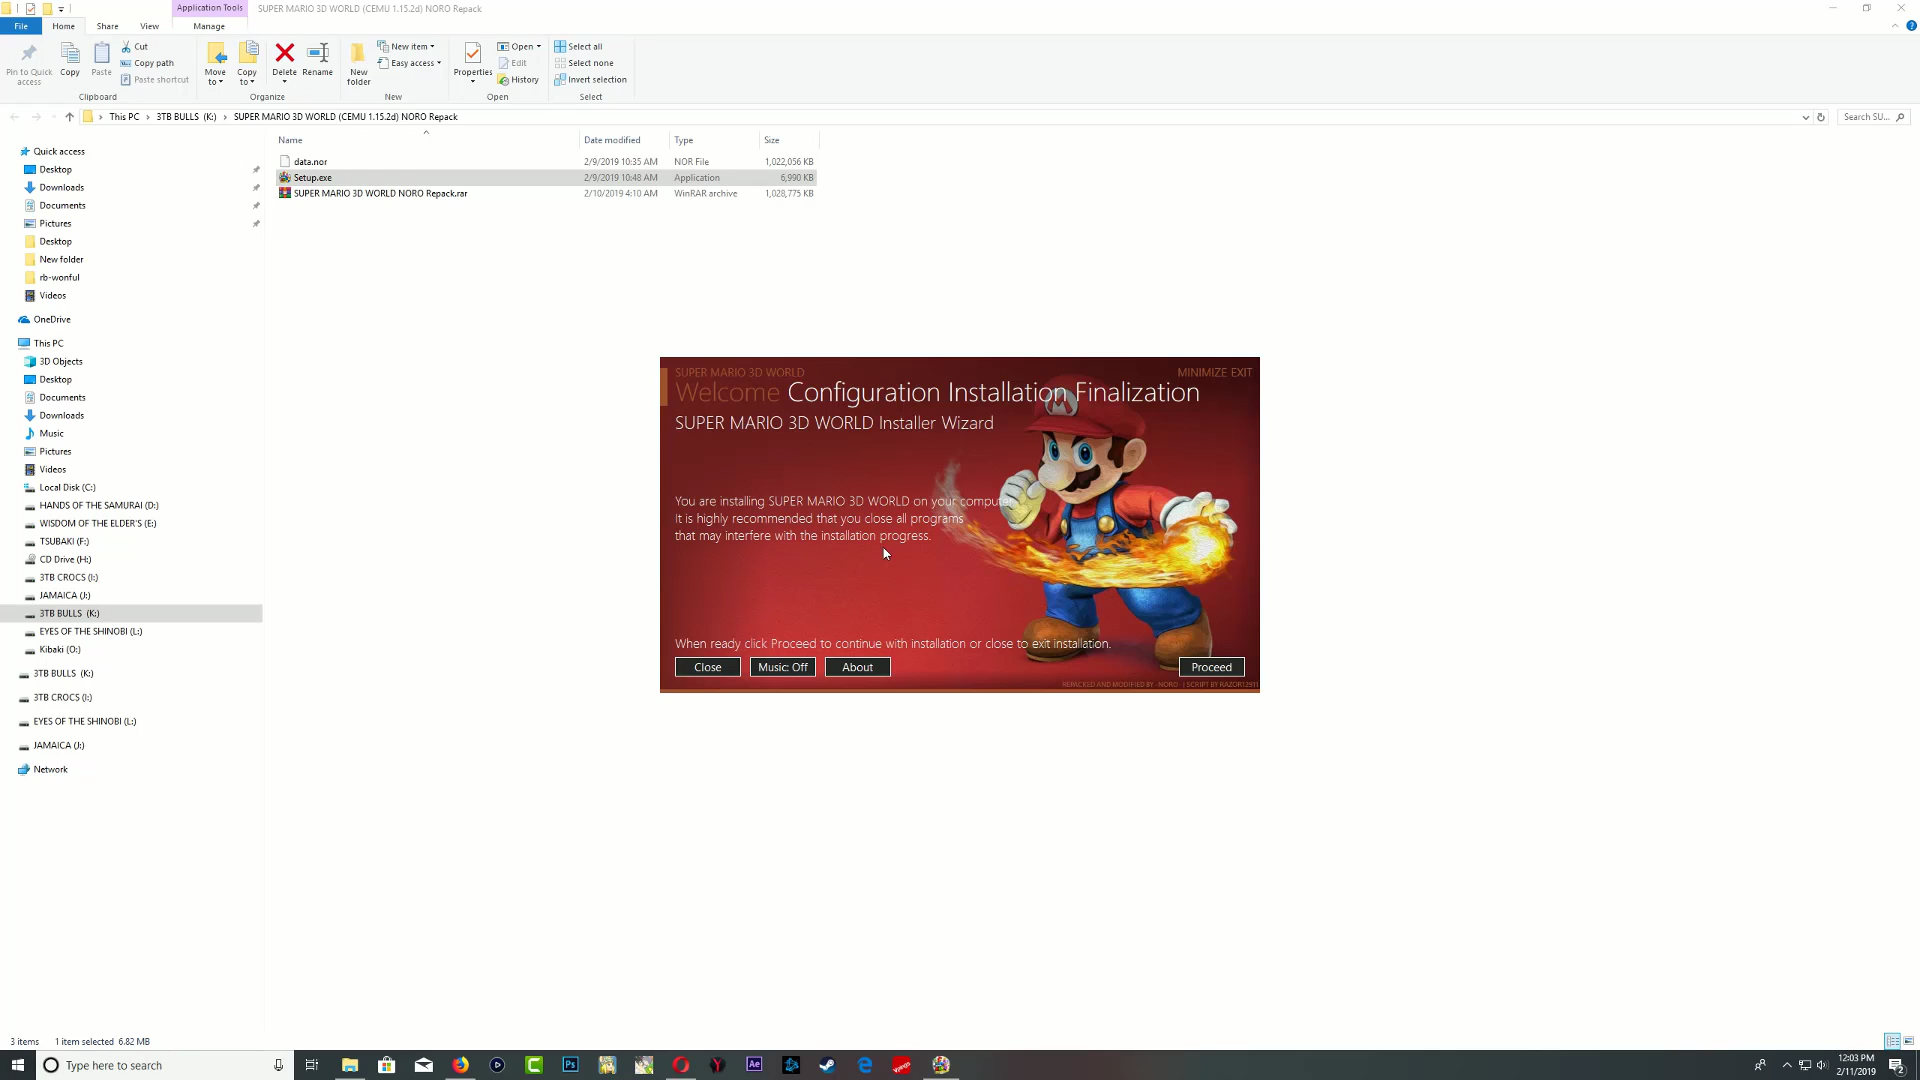 Application Tools
SUPER MARIO 3D WORLD (CEMU 1.15.2d) NORO Repack
File
Home
Share
View
Manage
Pin to Quick access
Copy
Paste
Cut
Copy path
Paste shortcut
Clipboard
Move to
Copy to
Delete
Rename
Organize
New folder
New item
Easy access
New
Properties
Open
Edit
History
Open
Select all
Select none
Invert selection
Select
This PC > 3TB BULLS (K:) > SUPER MARIO 3D WORLD (CEMU 1.15.2d) NORO Repack
Search SU...
Name Date modified Type Size
data.nor 2/9/2019 10:35 AM NOR File 1,022,056 KB
Setup.exe 2/9/2019 10:48 AM Application 6,990 KB
SUPER MARIO 3D WORLD NORO Repack.rar 2/10/2019 4:10 AM WinRAR archive 1,028,775 KB
Quick access
Desktop
Downloads
Documents
Pictures
Desktop
New folder
rb-wonful
Videos
OneDrive
This PC
3D Objects
Desktop
Documents
Downloads
Music
Pictures
Videos
Local Disk (C:)
HANDS OF THE SAMURAI (D:)
WISDOM OF THE ELDER'S (E:)
TSUBAKI (F:)
CD Drive (H:)
3TB CROCS (I:)
JAMAICA (J:)
3TB BULLS (K:)
EYES OF THE SHINOBI (L:)
Kibaki (O:)
3TB BULLS (K:)
3TB CROCS (I:)
EYES OF THE SHINOBI (L:)
JAMAICA (J:)
Network
SUPER MARIO 3D WORLD
MINIMIZE EXIT
Welcome Configuration Installation Finalization
SUPER MARIO 3D WORLD Installer Wizard
You are installing SUPER MARIO 3D WORLD on your computer
It is highly recommended that you close all programs
that may interfere with the installation progress.
When ready click Proceed to continue with installation or close to exit installation.
Close
Music: Off
About
Proceed
REPACKED AND MODIFIED BY -NORO- | SCRIPT BY RAZOR12911
3 items 1 item selected 6.82 MB
Type here to search
Ps
Ae
12:03 PM
2/11/2019
2